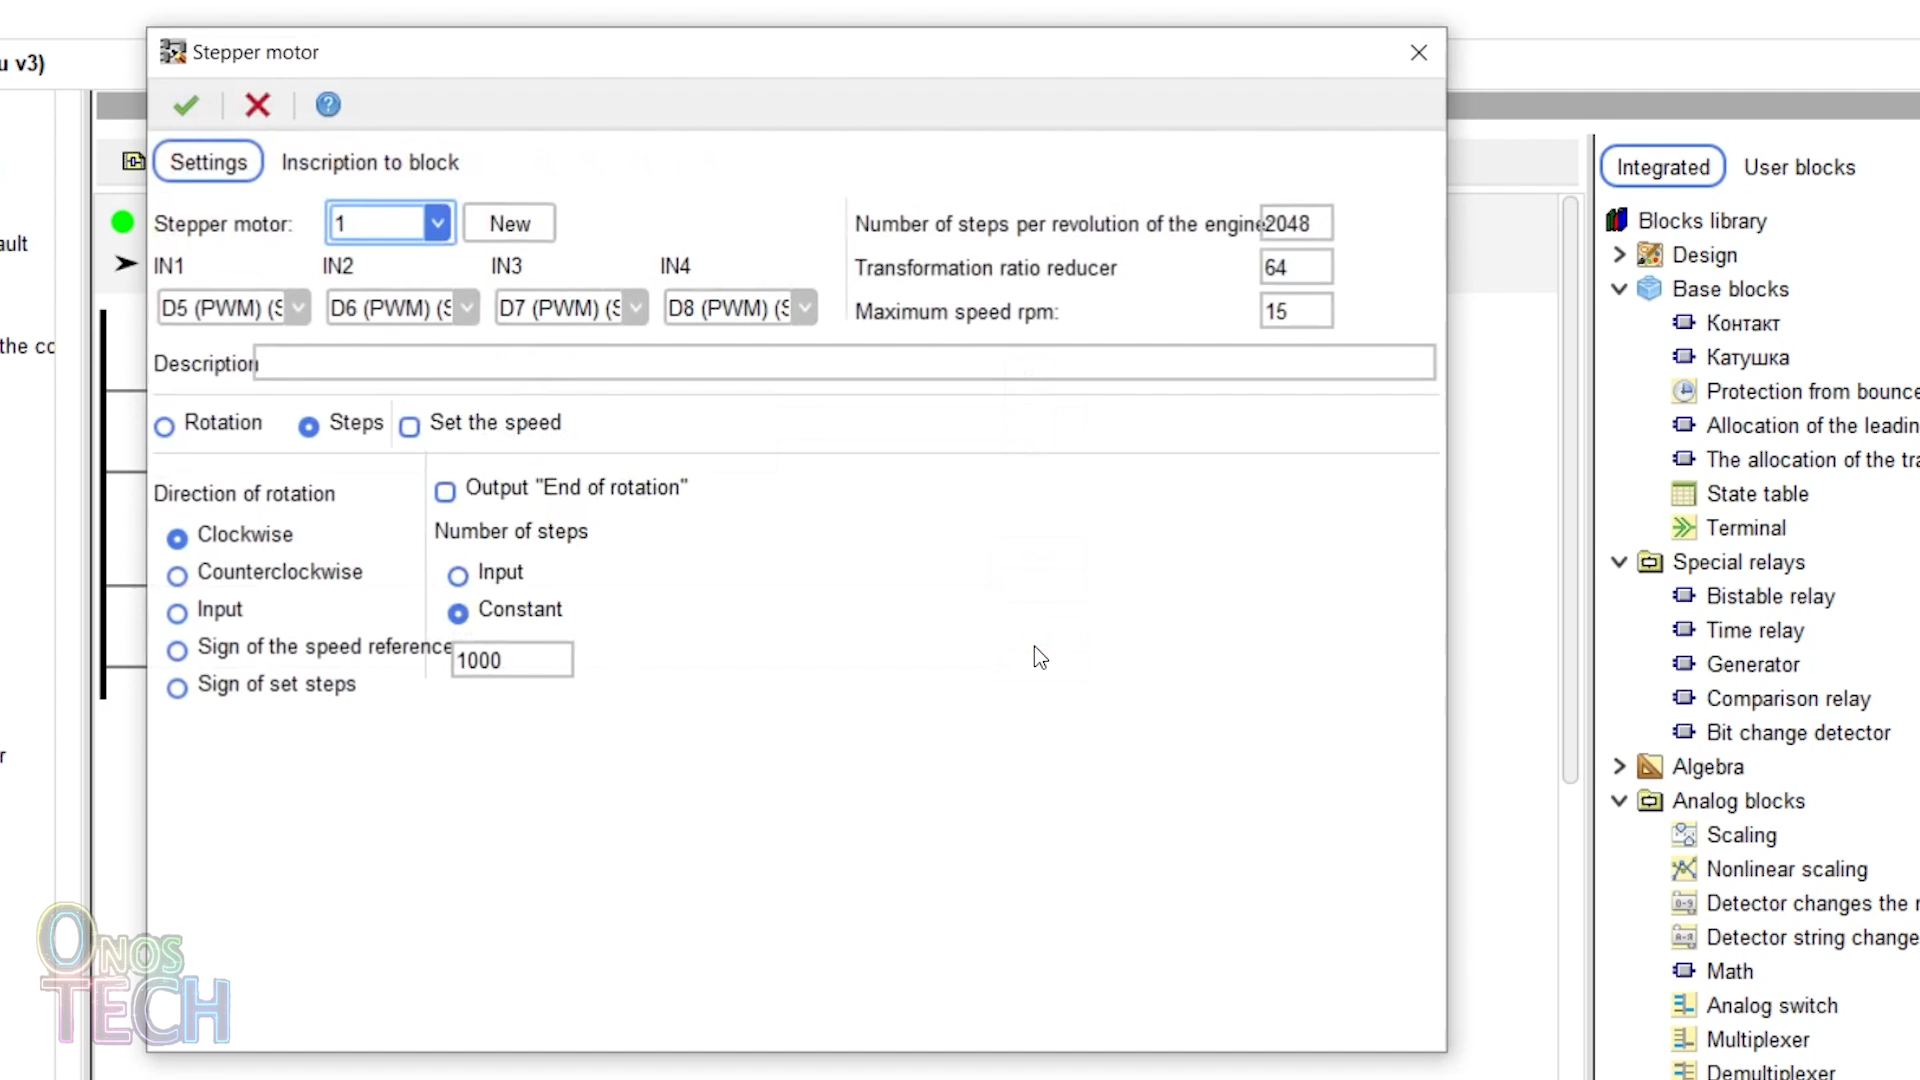 u v3)
Stepper motor
Settings
Inscription to block
Integrated
User blocks
Stepper motor:
1
New
Number of steps per revolution of the engine
2048
IN1
IN2
IN3
IN4
Transformation ratio reducer
64
D5 (PWM) (S
D6 (PWM) (S
D7 (PWM) (S
D8 (PWM) (S
Maximum speed rpm:
15
Description
Rotation
Steps
Set the speed
Direction of rotation
Output "End of rotation"
Clockwise
Number of steps
Counterclockwise
Input
Input
Constant
Sign of the speed reference
1000
Sign of set steps
ault
the co
r
Blocks library
Design
Base blocks
Контакт
Катушка
Protection from bounce
Allocation of the leadin
The allocation of the tra
State table
Terminal
Special relays
Bistable relay
Time relay
Generator
Comparison relay
Bit change detector
Algebra
Analog blocks
Scaling
Nonlinear scaling
Detector changes the n
Detector string change
Math
Analog switch
Multiplexer
Demultiplexer
ONOS
TECH